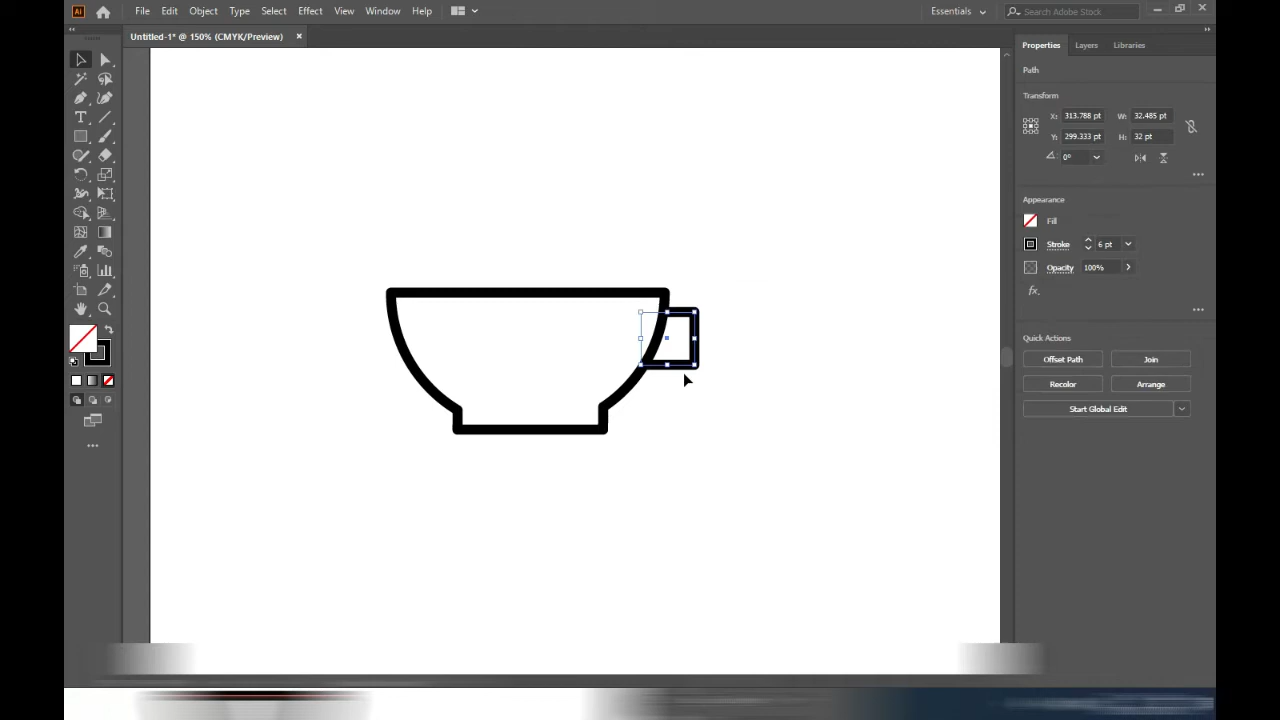 Ai File Edit Object Type Select Effect View Window Help Essentials Search Adobe Stock
Untitled-1* @ 150% (CMYK/Preview) ×
Properties Layers Libraries
Path
Transform
X: 313.788 pt W: 32.485 pt
Y: 299.333 pt H: 32 pt
0°
Appearance
Fill
Stroke 6 pt
Opacity 100%
fx.
Quick Actions
Offset Path Join
Recolor Arrange
Start Global Edit